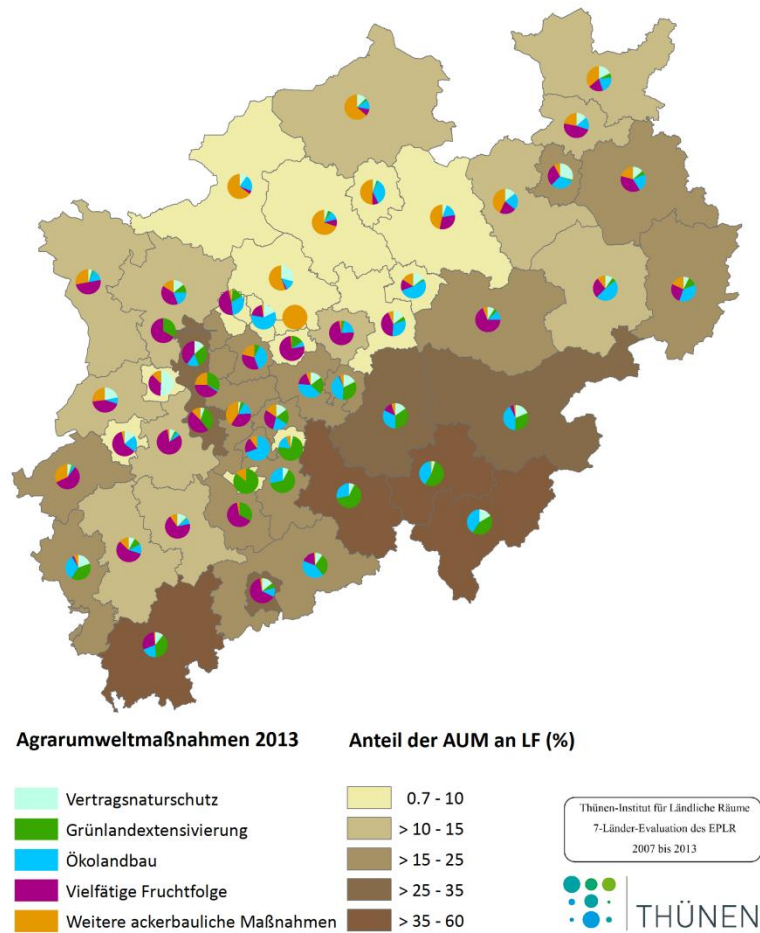 Agrarumweltmaßnahmen 2013
Vertragsnaturschutz
Grünlandextensivierung
Ökolandbau
Vielfätige Fruchtfolge
Weitere ackerbauliche Maßnahmen
Anteil der AUM an LF (%)
0.7 - 10
> 10 - 15
> 15 - 25
> 25 - 35
> 35 - 60
Thünen-Institut für Ländliche Räume
7-Länder-Evaluation des EPLR
2007 bis 2013
THÜNEN